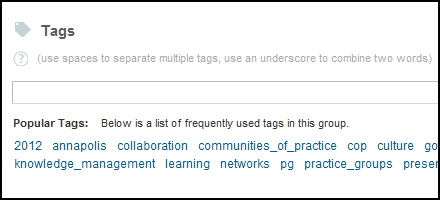 Tags
? (use spaces to separate multiple tags, use an underscore to combine two words)
Popular Tags: Below is a list of frequently used tags in this group.
2012 annapolis collaboration communities_of_practice cop culture go
knowledge_management learning networks pg practice_groups preser